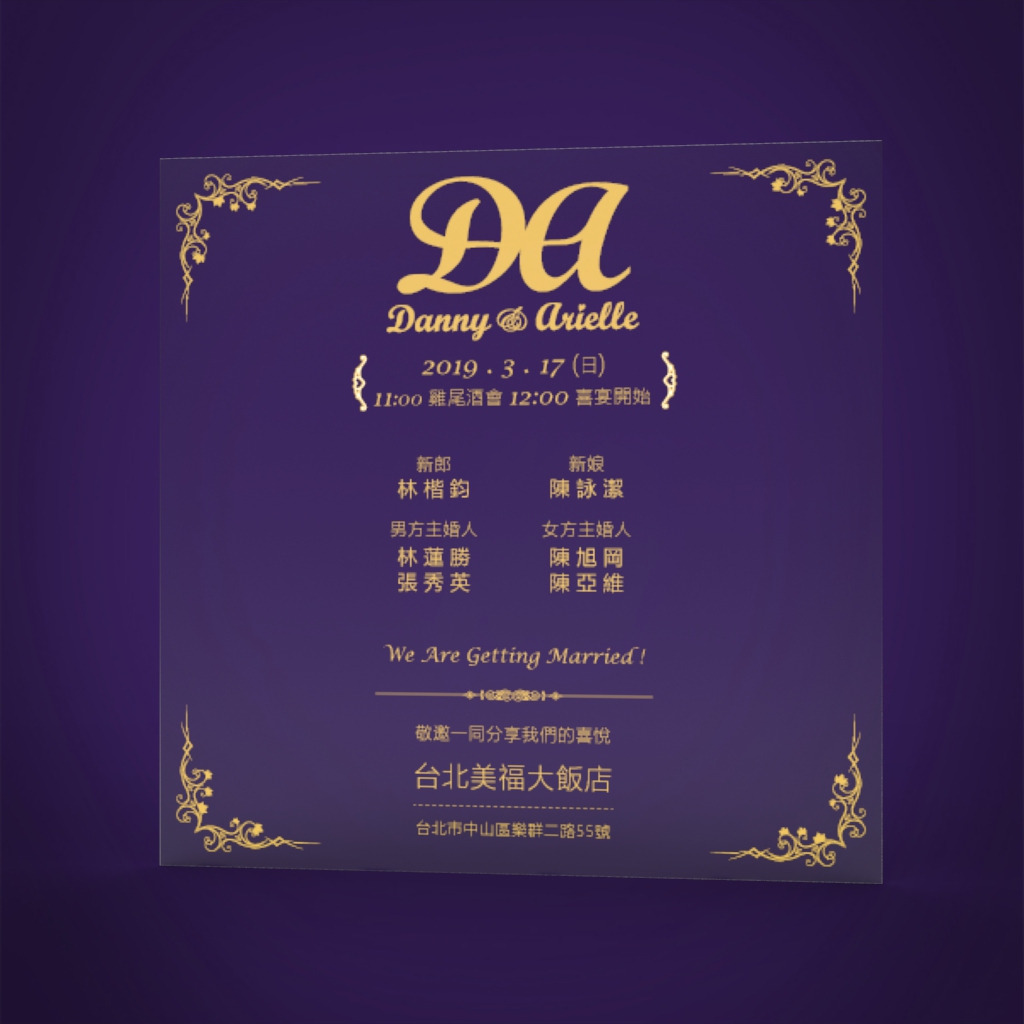 DA
Danny & Arielle
2019 . 3 . 17 (日)
11:00 雞尾酒會 12:00 喜宴開始
新郎 新娘
林楷鈞 陳詠潔
男方主婚人 女方主婚人
林蓮勝 陳旭岡
張秀英 陳亞維
We Are Getting Married !
敬邀一同分享我們的喜悅
台北美福大飯店
台北市中山區樂群二路55號